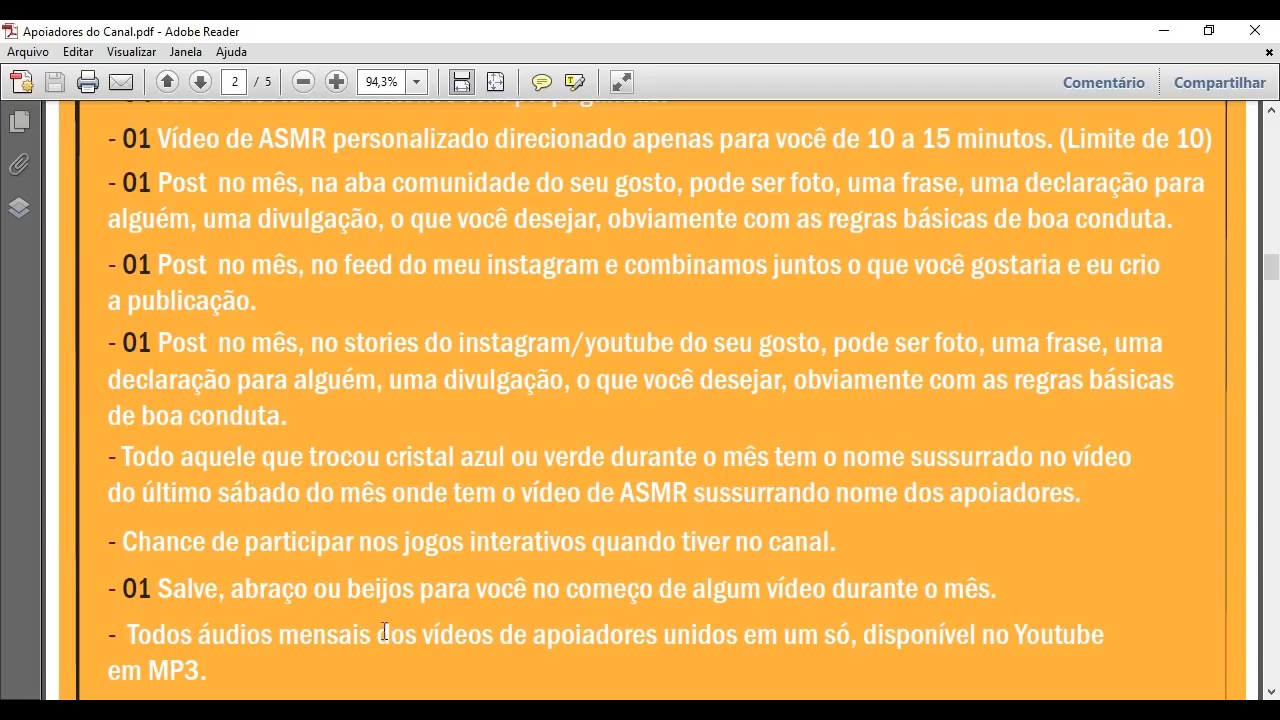 Apoiadores do Canal.pdf - Adobe Reader
Arquivo Editar Visualizar Janela Ajuda
2 / 5 94,3% Comentário Compartilhar
- 01 Vídeo de ASMR personalizado direcionado apenas para você de 10 a 15 minutos. (Limite de 10)
- 01 Post no mês, na aba comunidade do seu gosto, pode ser foto, uma frase, uma declaração para
alguém, uma divulgação, o que você desejar, obviamente com as regras básicas de boa conduta.
- 01 Post no mês, no feed do meu instagram e combinamos juntos o que você gostaria e eu crio
a publicação.
- 01 Post no mês, no stories do instagram/youtube do seu gosto, pode ser foto, uma frase, uma
declaração para alguém, uma divulgação, o que você desejar, obviamente com as regras básicas
de boa conduta.
- Todo aquele que trocou cristal azul ou verde durante o mês tem o nome sussurrado no vídeo
do último sábado do mês onde tem o vídeo de ASMR sussurrando nome dos apoiadores.
- Chance de participar nos jogos interativos quando tiver no canal.
- 01 Salve, abraço ou beijos para você no começo de algum vídeo durante o mês.
- Todos áudios mensais dos vídeos de apoiadores unidos em um só, disponível no Youtube
em MP3.